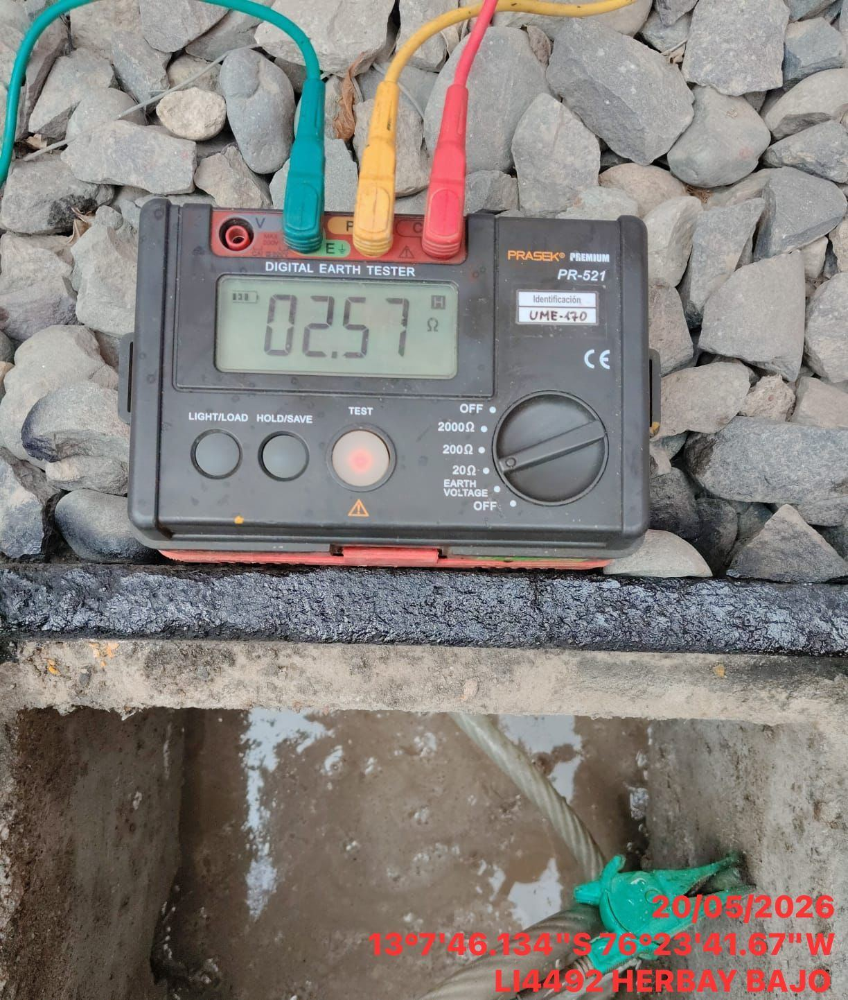 V
P
C
MAX
200V
E
DIGITAL EARTH TESTER
PRASEK® PREMIUM
PR-521
Identificación
UME-170
02.57
H
Ω
CE
LIGHT/LOAD HOLD/SAVE TEST
OFF
2000Ω
200Ω
20Ω
EARTH
VOLTAGE
OFF
20/05/2026
13°7'46.134"S 76°23'41.67"W
LI4492 HERBAY BAJO